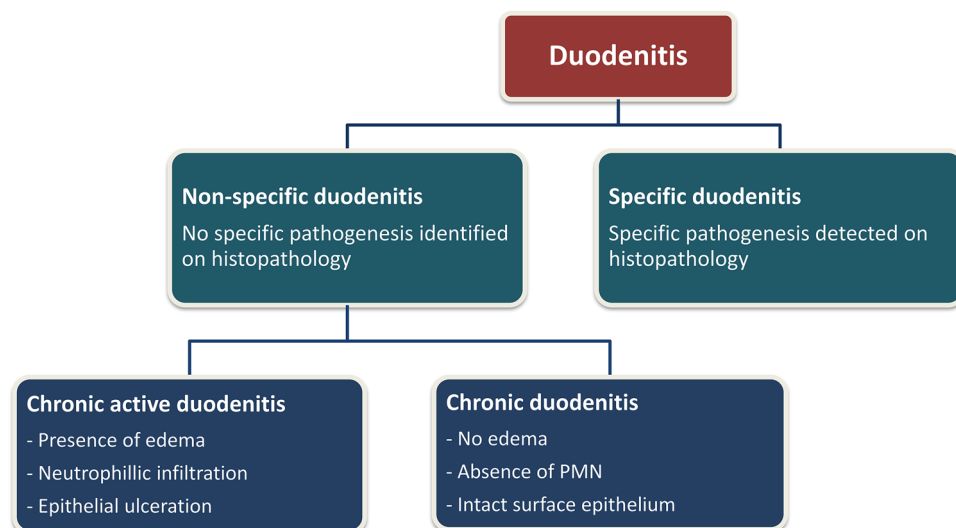 Duodenitis
Non-specific duodenitis
No specific pathogenesis identified
on histopathology
Specific duodenitis
Specific pathogenesis detected on
histopathology
Chronic active duodenitis
- Presence of edema
- Neutrophillic infiltration
- Epithelial ulceration
Chronic duodenitis
- No edema
- Absence of PMN
- Intact surface epithelium